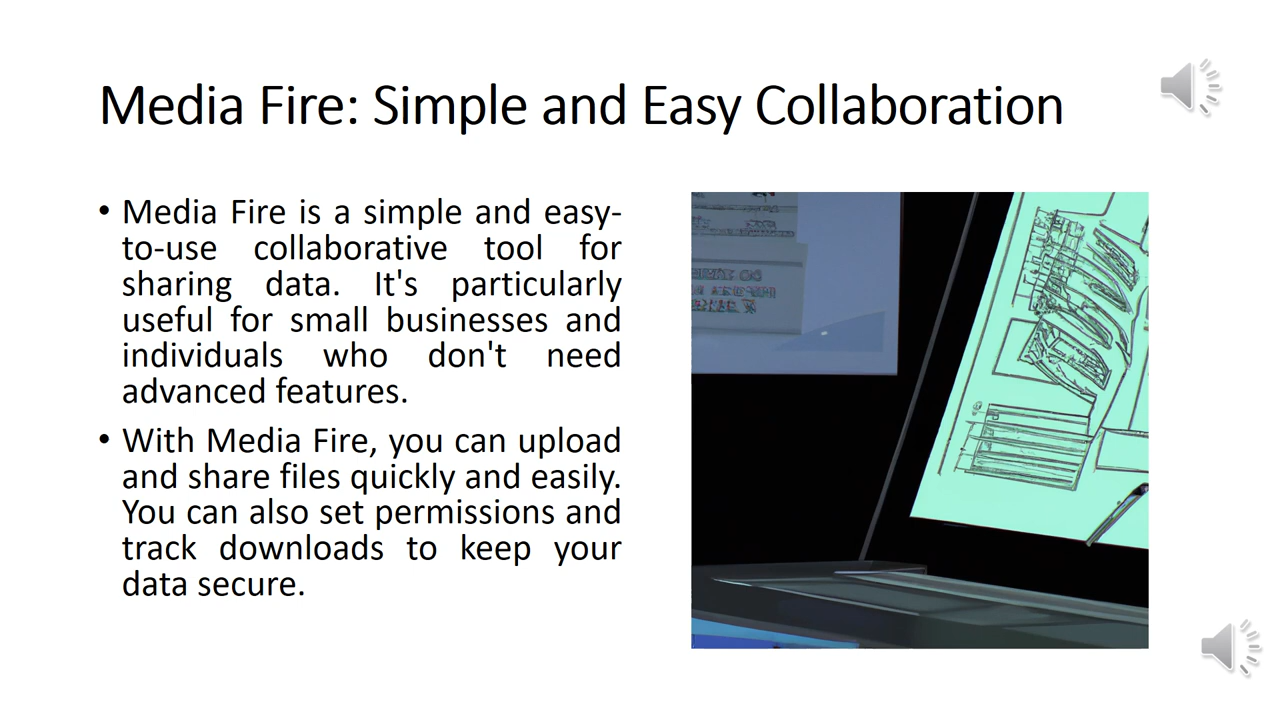 Media Fire: Simple and Easy Collaboration
• Media Fire is a simple and easy-
to-use collaborative tool for
sharing data. It's particularly
useful for small businesses and
individuals who don't need
advanced features.
• With Media Fire, you can upload
and share files quickly and easily.
You can also set permissions and
track downloads to keep your
data secure.